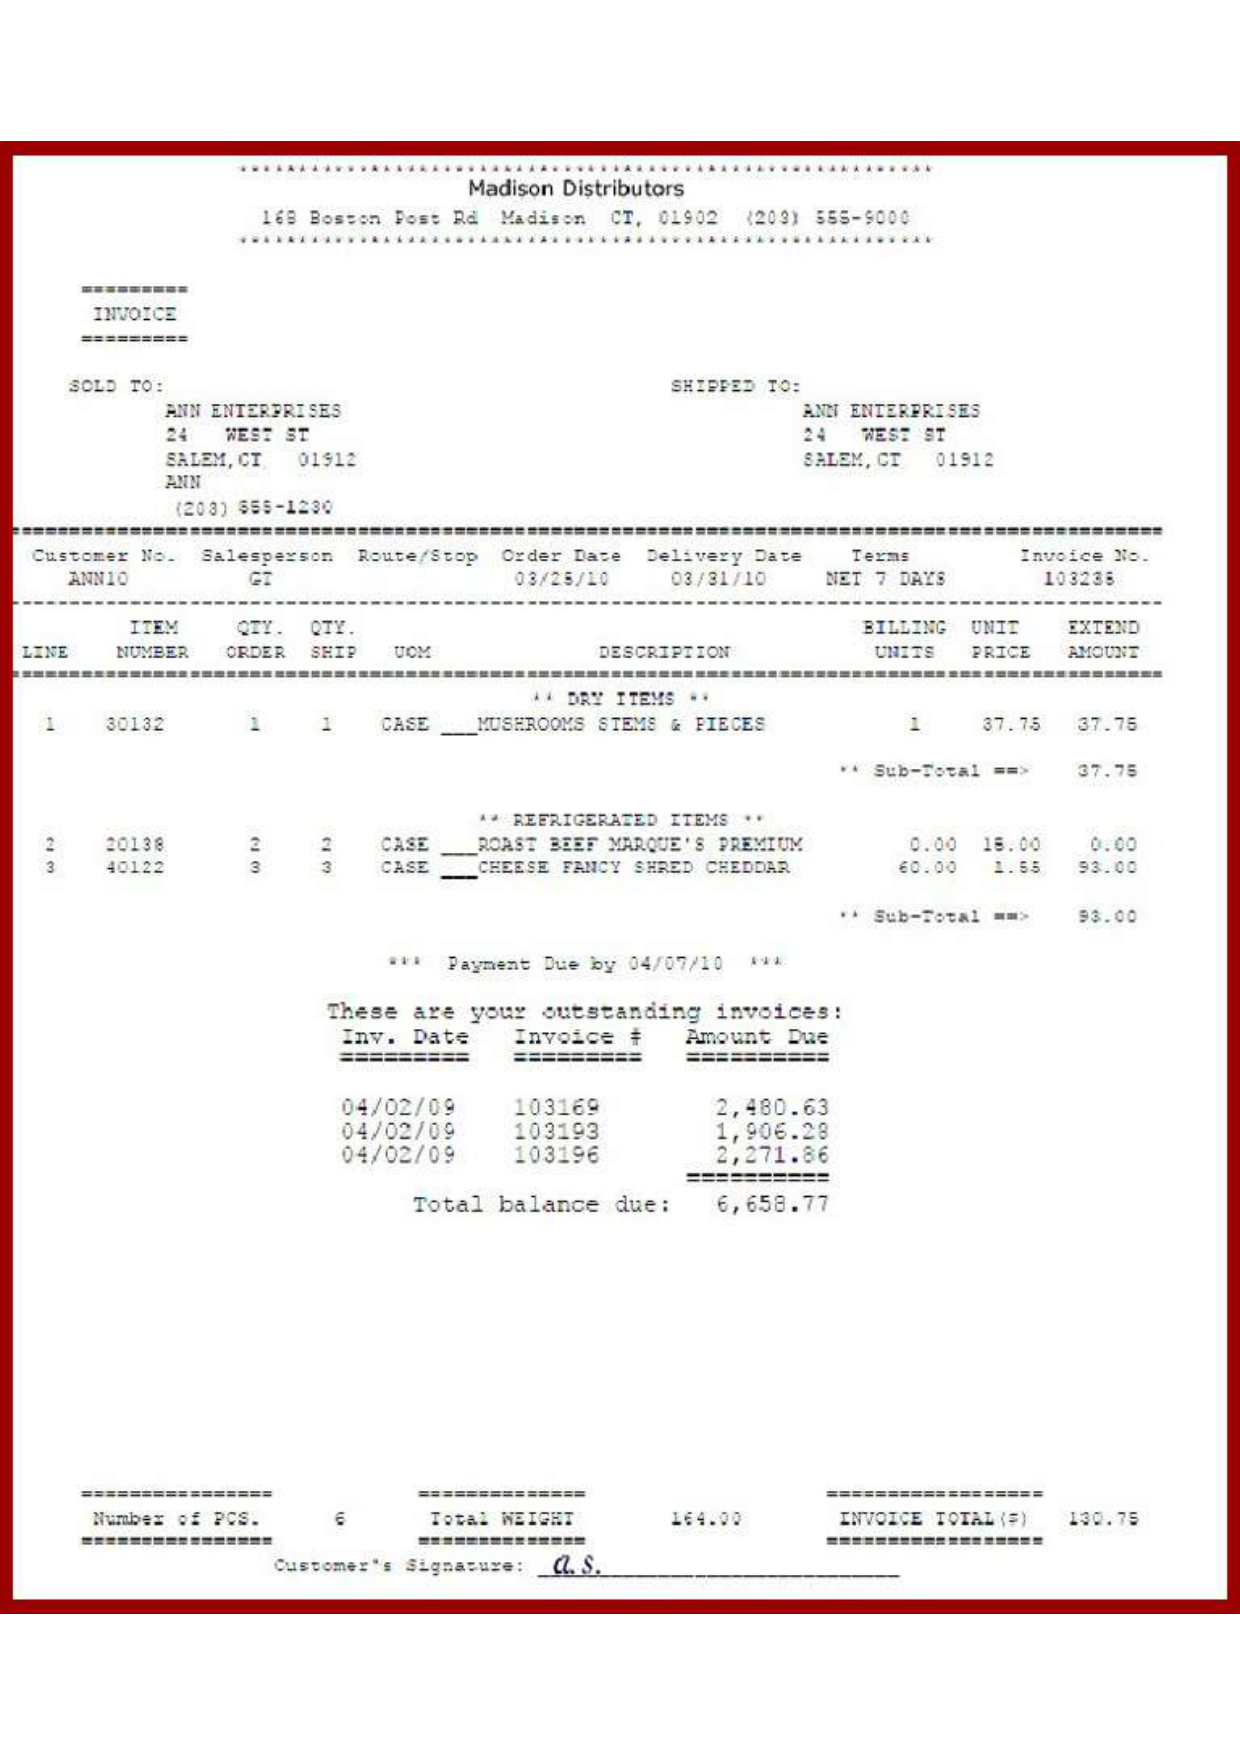 ************************************************************
Madison Distributors
168 Boston Post Rd Madison CT, 01902 (203) 555-9000
************************************************************
=========
INVOICE
=========
SOLD TO: SHIPPED TO:
ANN ENTERPRISES ANN ENTERPRISES
24 WEST ST 24 WEST ST
SALEM, CT 01912 SALEM, CT 01912
ANN
(203) 555-1230
Customer No. Salesperson Route/Stop Order Date Delivery Date Terms Invoice No.
ANN10 GT 03/25/10 03/31/10 NET 7 DAYS 103235
ITEM QTY. QTY. BILLING UNIT EXTEND
LINE NUMBER ORDER SHIP UOM DESCRIPTION UNITS PRICE AMOUNT
** DRY ITEMS **
1 30132 1 1 CASE ___MUSHROOMS STEMS & PIECES 1 37.75 37.75
** Sub-Total ==> 37.75
** REFRIGERATED ITEMS **
2 20138 2 2 CASE ___ROAST BEEF MARQUE'S PREMIUM 0.00 15.00 0.00
3 40122 3 3 CASE ___CHEESE FANCY SHRED CHEDDAR 60.00 1.55 93.00
** Sub-Total ==> 93.00
*** Payment Due by 04/07/10 ***
These are your outstanding invoices:
Inv. Date Invoice # Amount Due
========= ========= ==========
04/02/09 103169 2,480.63
04/02/09 103193 1,906.28
04/02/09 103196 2,271.86
==========
Total balance due: 6,658.77
================ ============== ==================
Number of PCS. 6 Total WEIGHT 164.00 INVOICE TOTAL($) 130.75
================ ============== ==================
Customer"s Signature: a. s.